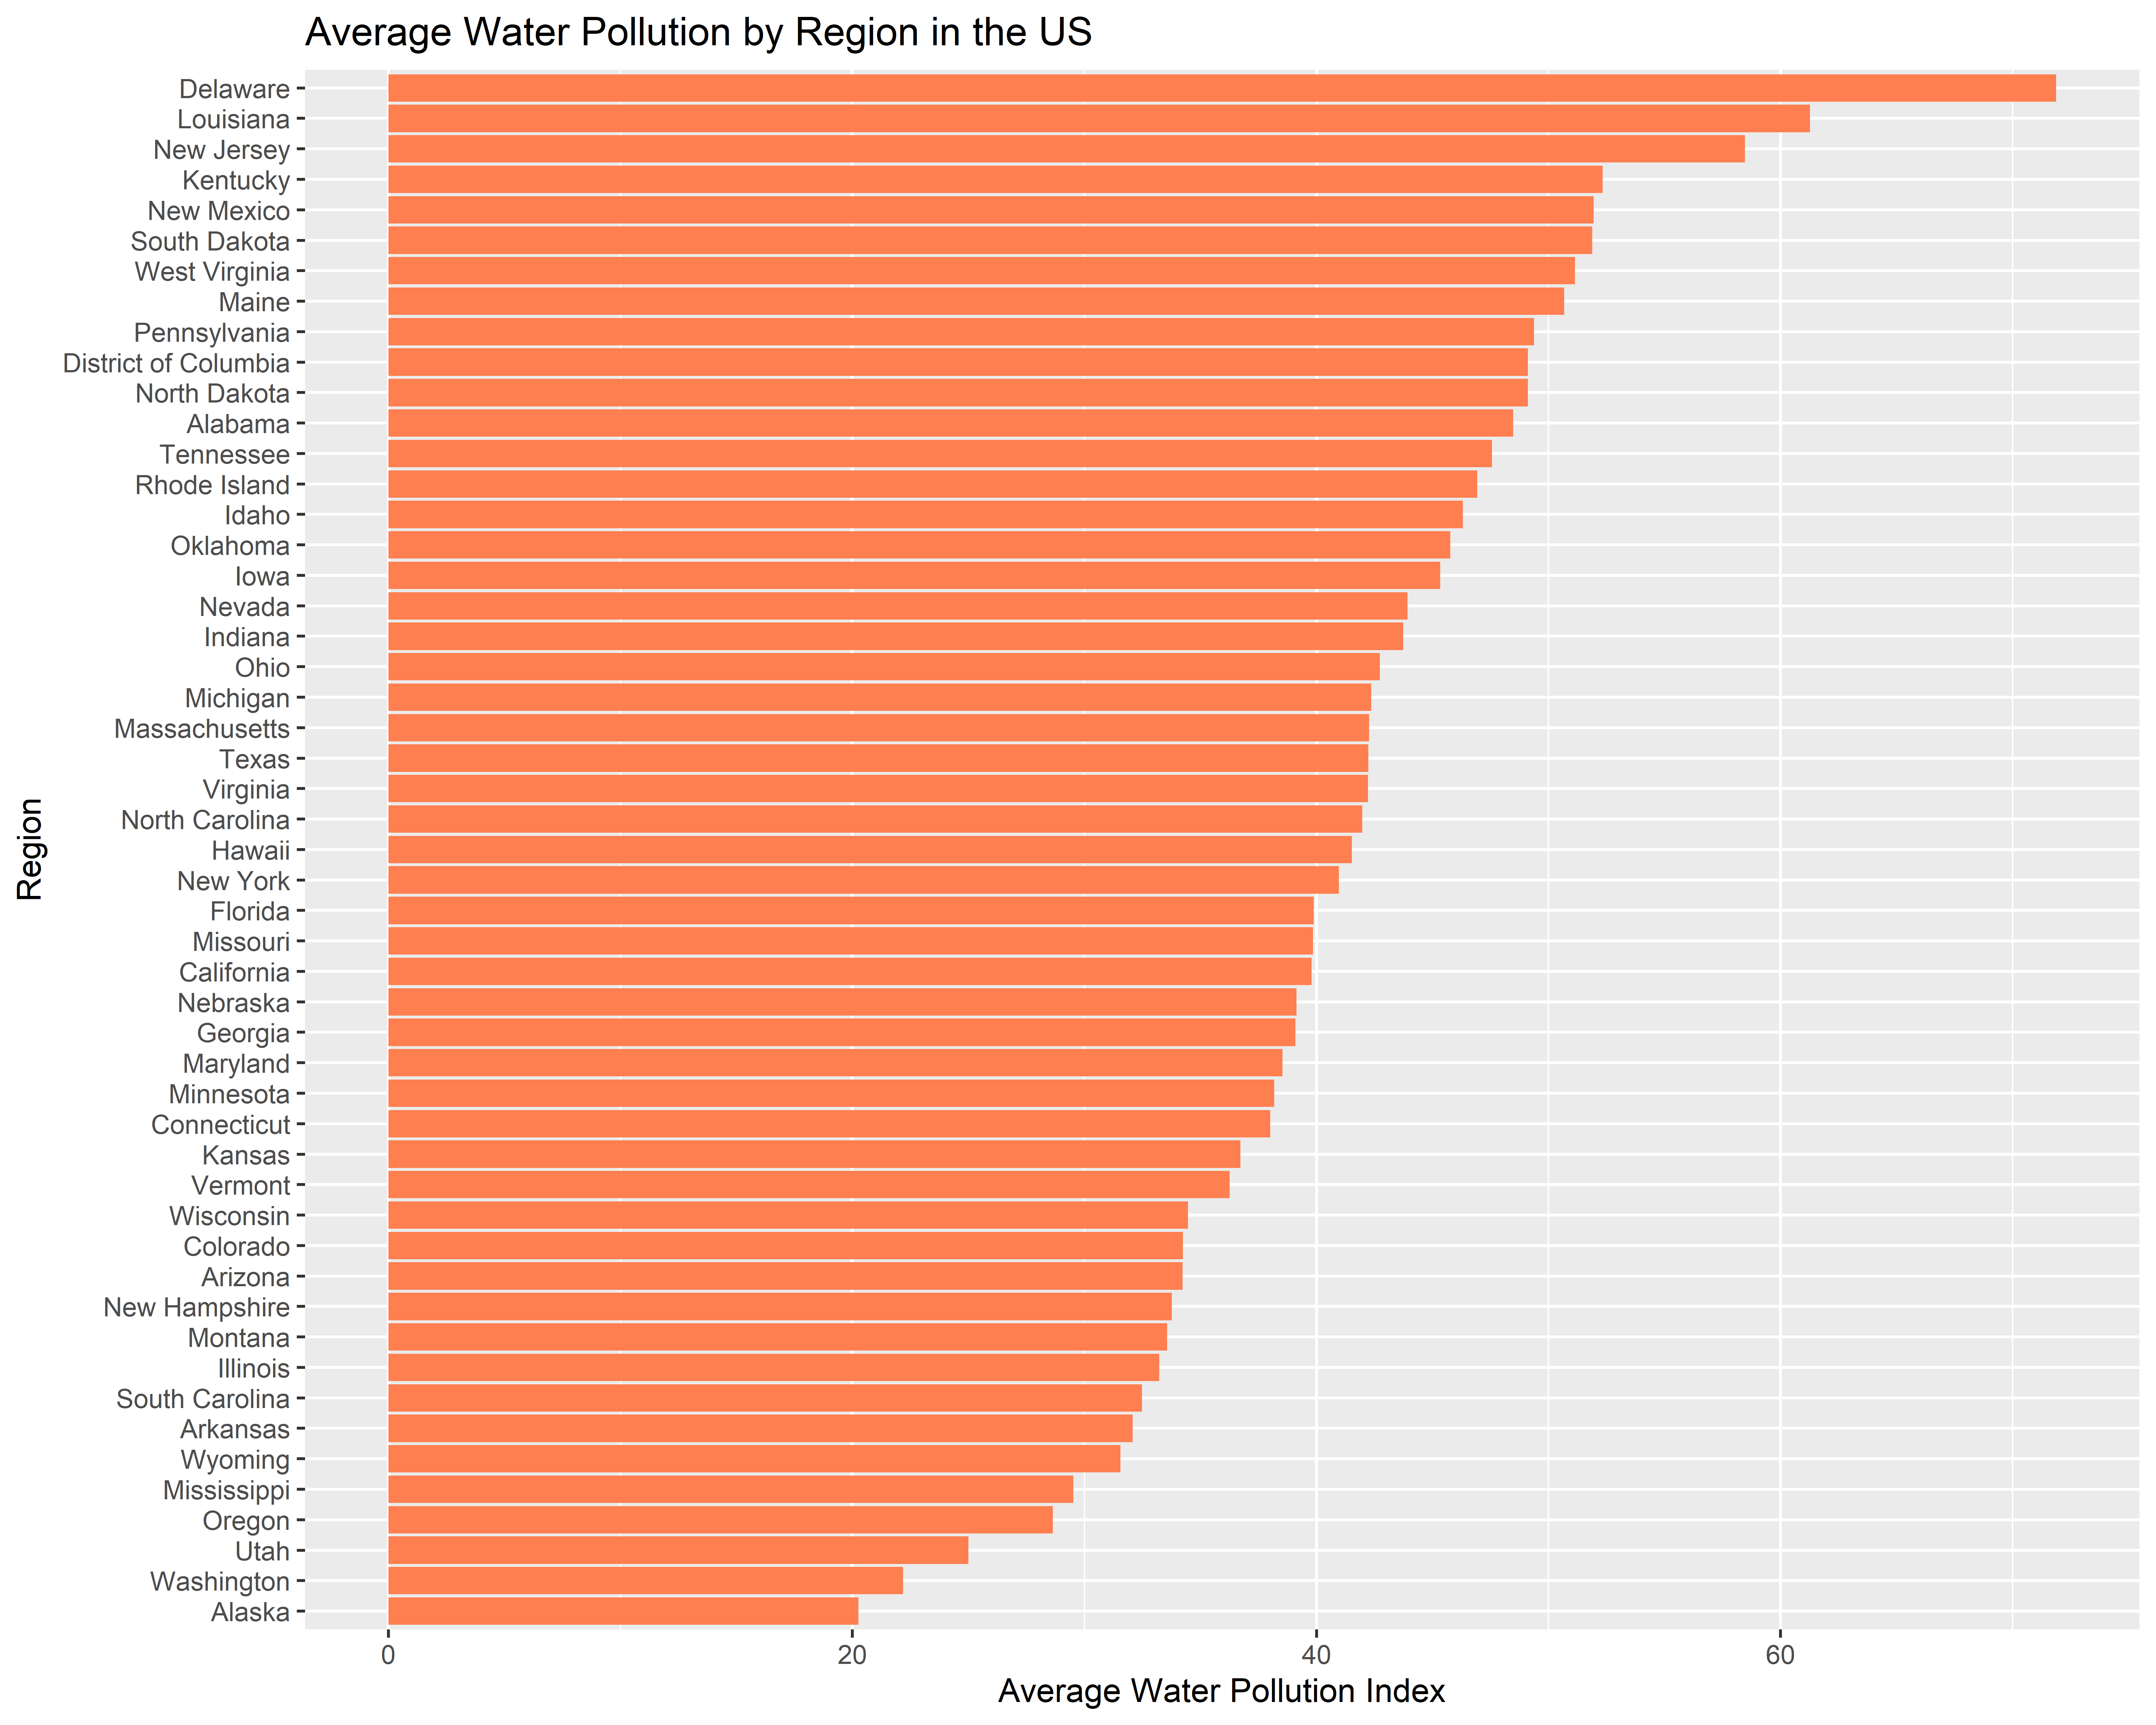 Average Water Pollution by Region in the US
Delaware
Louisiana
New Jersey
Kentucky
New Mexico
South Dakota
West Virginia
Maine
Pennsylvania
District of Columbia
North Dakota
Alabama
Tennessee
Rhode Island
Idaho
Oklahoma
Iowa
Nevada
Indiana
Ohio
Michigan
Massachusetts
Texas
Virginia
North Carolina
Hawaii
New York
Florida
Missouri
California
Nebraska
Georgia
Maryland
Minnesota
Connecticut
Kansas
Vermont
Wisconsin
Colorado
Arizona
New Hampshire
Montana
Illinois
South Carolina
Arkansas
Wyoming
Mississippi
Oregon
Utah
Washington
Alaska
Region
0 20 40 60
Average Water Pollution Index